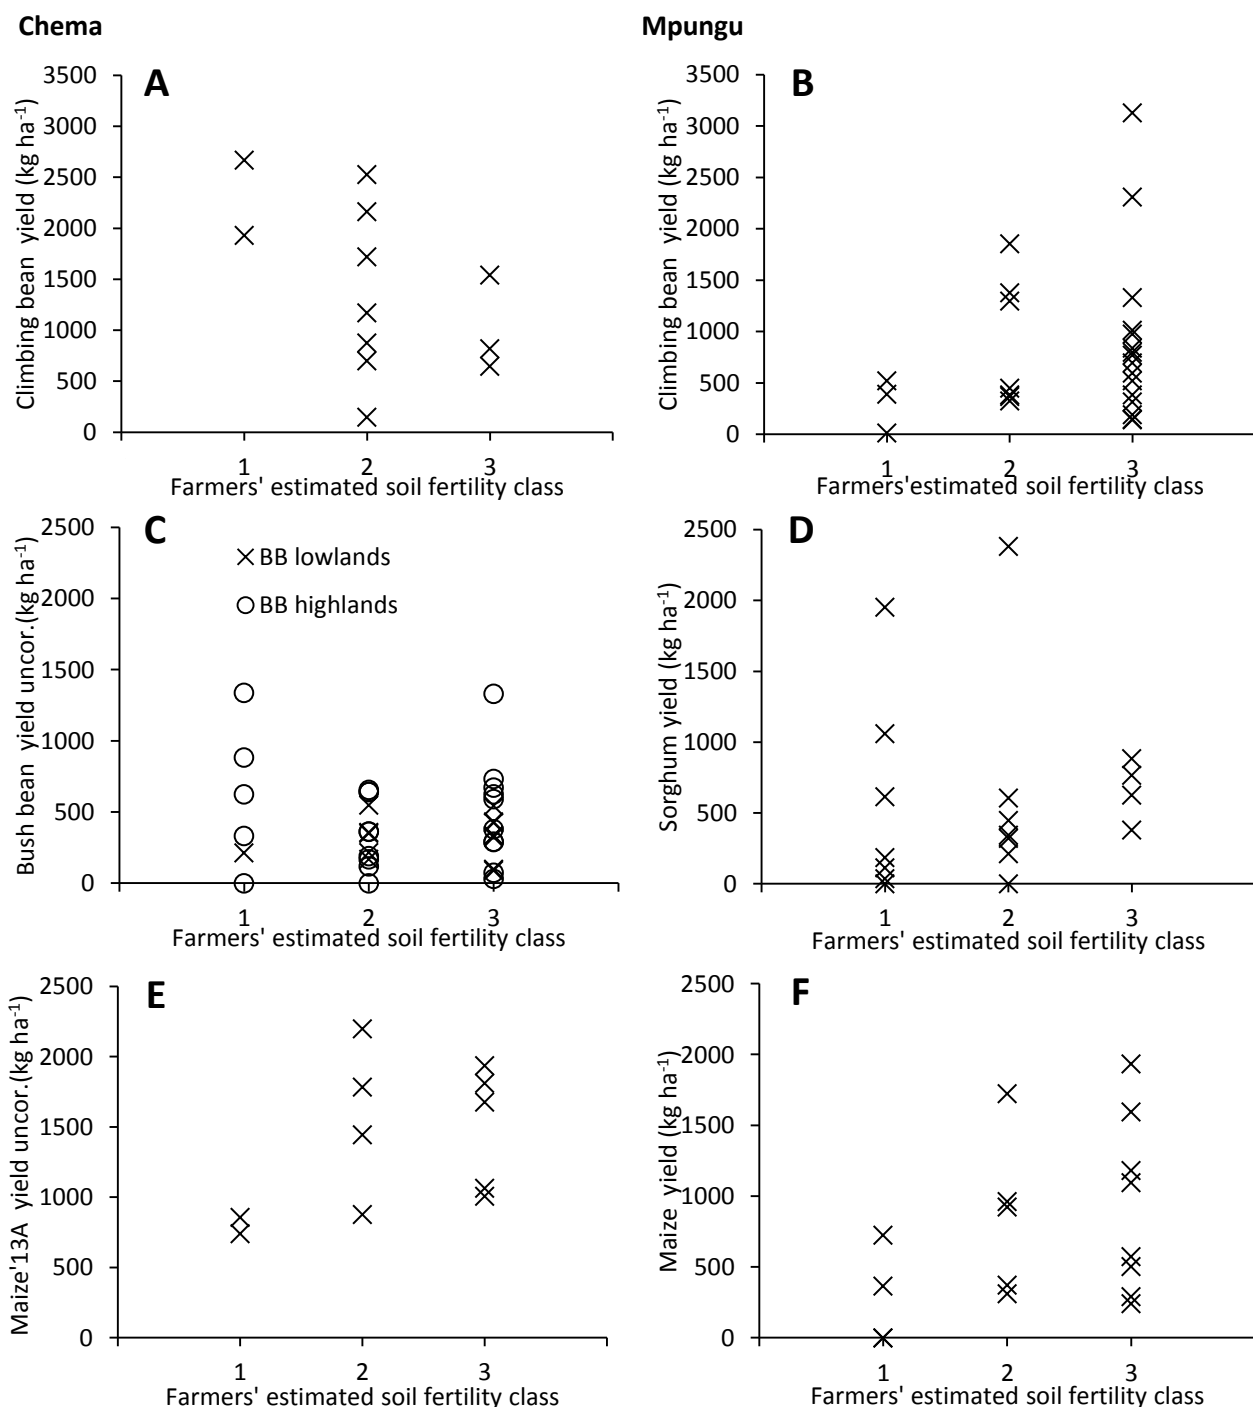 Chema
Mpungu
A
3500
3000
2500
2000
1500
1000
500
0
Climbing bean yield (kg ha⁻¹)
1 2 3
Farmers' estimated soil fertility class
B
3500
3000
2500
2000
1500
1000
500
0
Climbing bean yield (kg ha⁻¹)
1 2 3
Farmers'estimated soil fertility class
C
2500
2000
1500
1000
500
0
Bush bean yield uncor.(kg ha⁻¹)
BB lowlands
BB highlands
1 2 3
Farmers' estimated soil fertility class
D
2500
2000
1500
1000
500
0
Sorghum yield (kg ha⁻¹)
1 2 3
Farmers' estimated soil fertility class
E
2500
2000
1500
1000
500
0
Maize'13A yield uncor.(kg ha⁻¹)
1 2 3
Farmers' estimated soil fertility class
F
2500
2000
1500
1000
500
0
Maize yield (kg ha⁻¹)
1 2 3
Farmers' estimated soil fertility class